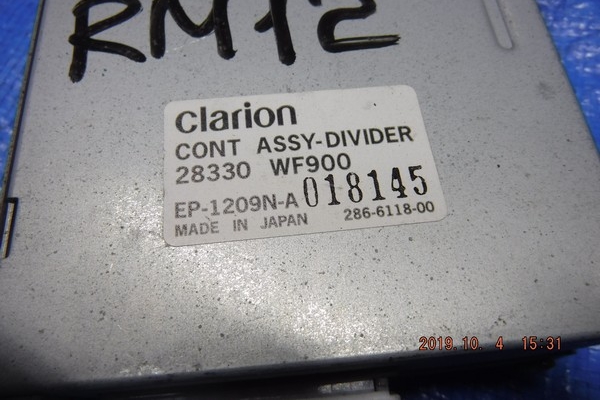 RM12
Clarion
CONT ASSY-DIVIDER
28330 WF900
EP-1209N-A 018145
MADE IN JAPAN 286-6118-00
2019.10. 4 15:31